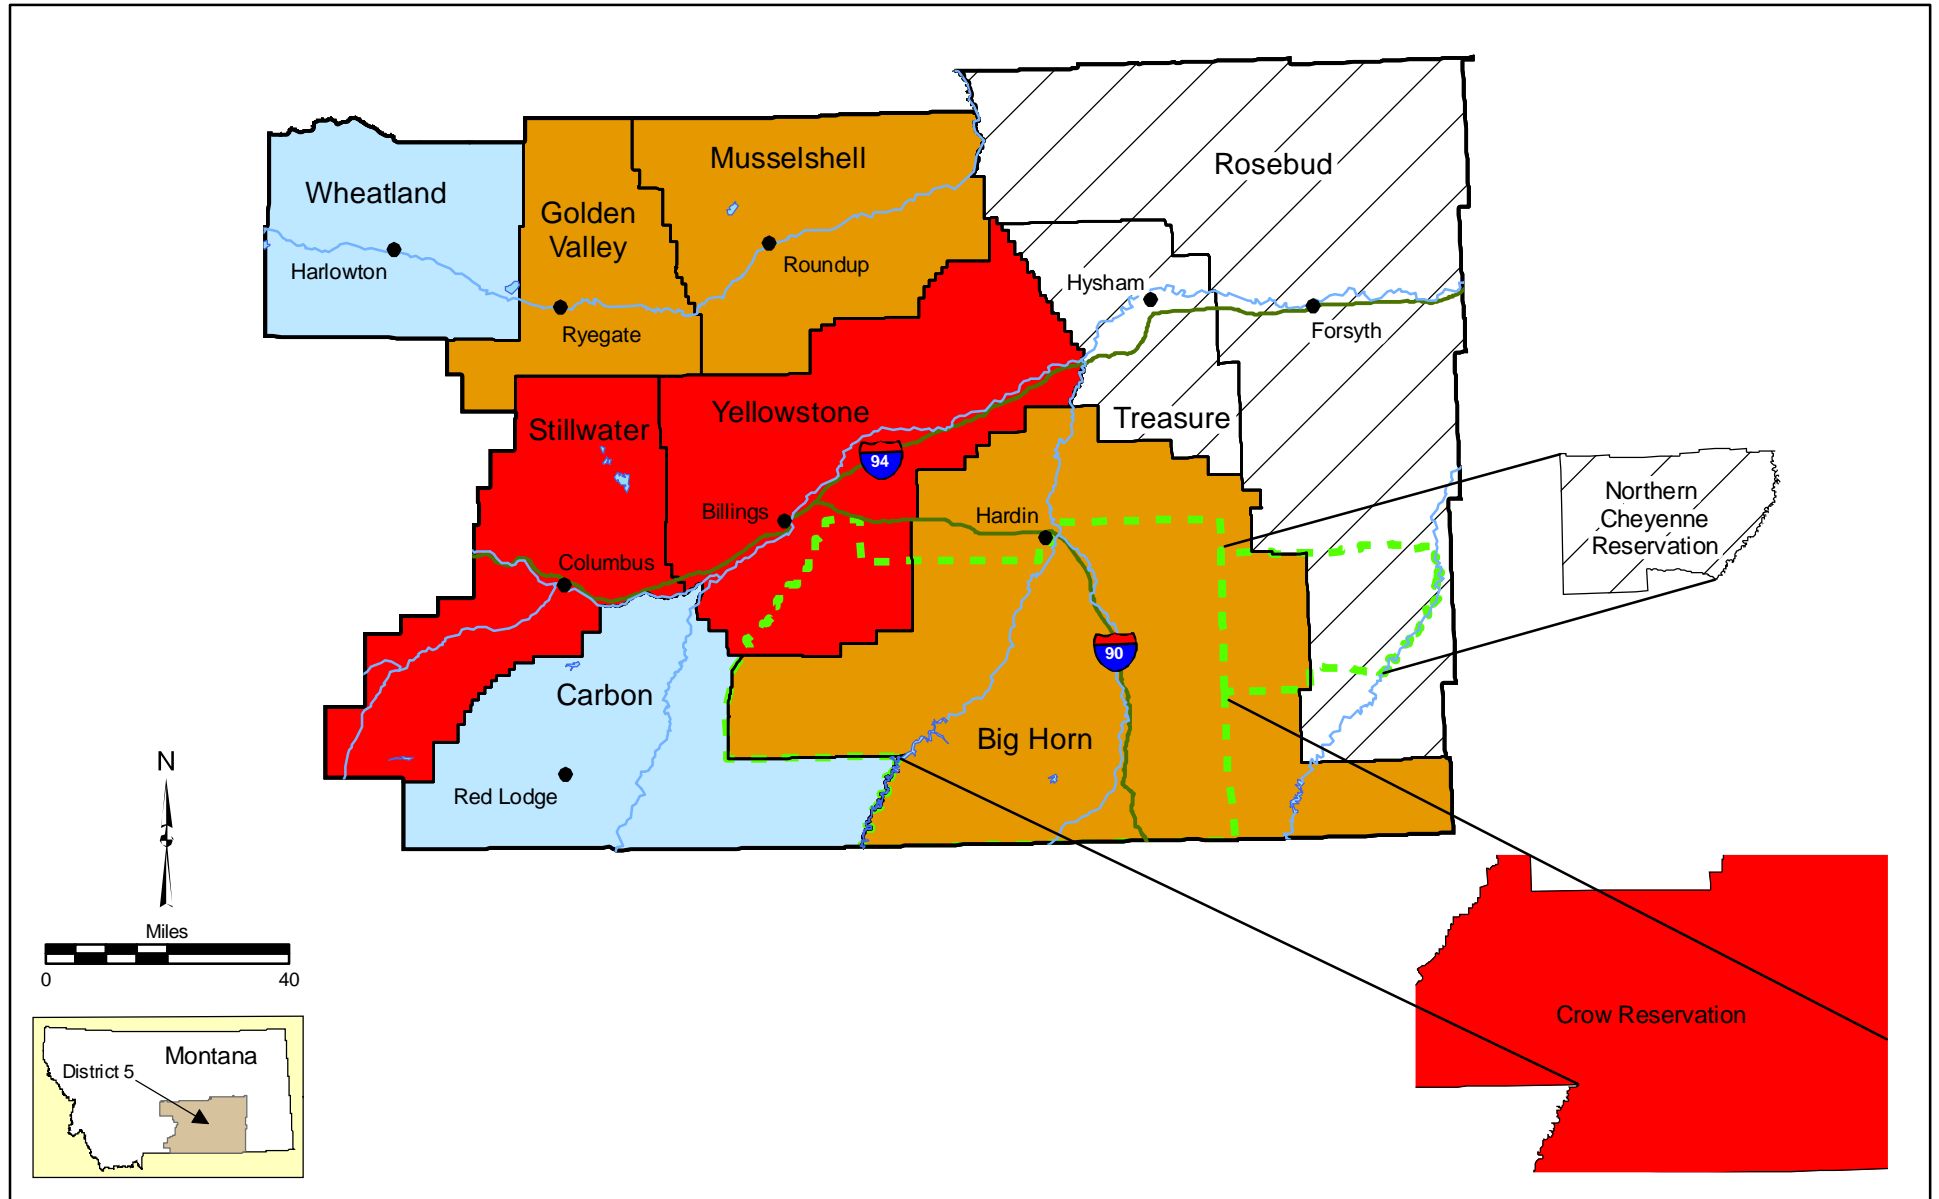 Musselshell
Rosebud
Wheatland
Golden
Valley
Harlowton
Roundup
Hysham
Ryegate
Forsyth
Yellowstone
Treasure
Stillwater
94
Billings
Hardin
Northern
Cheyenne
Reservation
Columbus
90
Carbon
Big Horn
Red Lodge
N
Miles
0
40
Crow Reservation
Montana
District 5